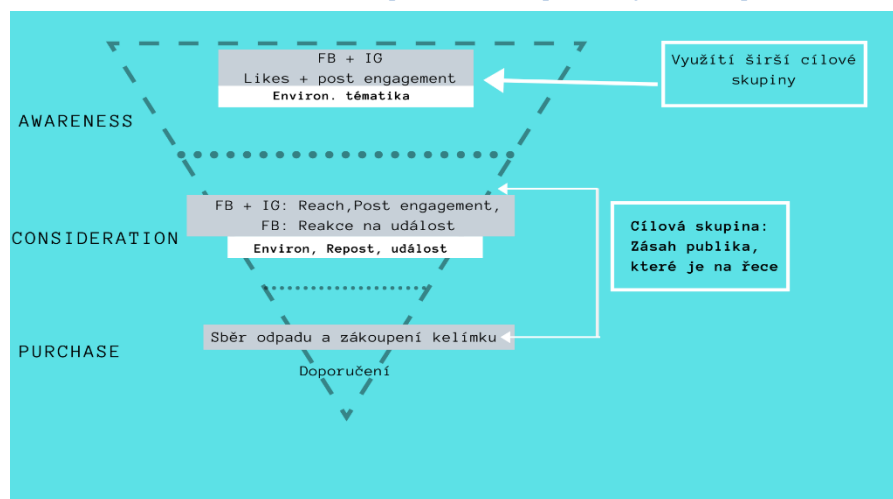 FB + IG
Likes + post engagement
Environ. tématika
Využítí širší cílové
skupiny
AWARENESS
FB + IG: Reach,Post engagement,
FB: Reakce na událost
Environ, Repost, událost
CONSIDERATION
Cílová skupina:
Zásah publika,
které je na řece
Sběr odpadu a zákoupení kelímku
PURCHASE
Doporučení